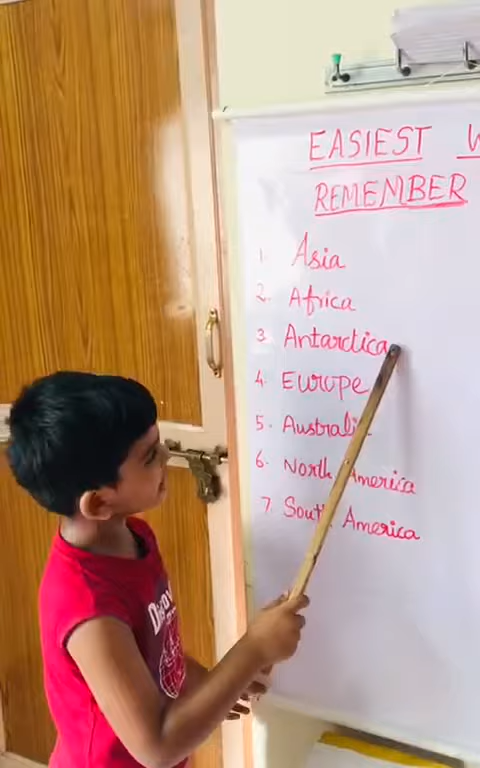 EASIEST
REMEMBER
1. Asia
2. Africa
3. Antarctica
4. Europe
5. Australia
6. North America
7. South America